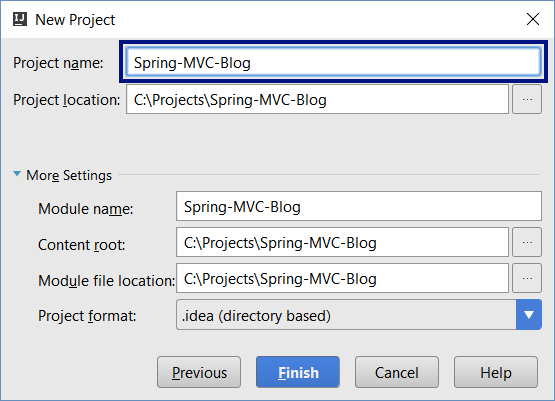 IJ New Project
Project name: Spring-MVC-Blog
Project location: C:\Projects\Spring-MVC-Blog ...
More Settings
Module name: Spring-MVC-Blog
Content root: C:\Projects\Spring-MVC-Blog ...
Module file location: C:\Projects\Spring-MVC-Blog ...
Project format: .idea (directory based)
Previous Finish Cancel Help